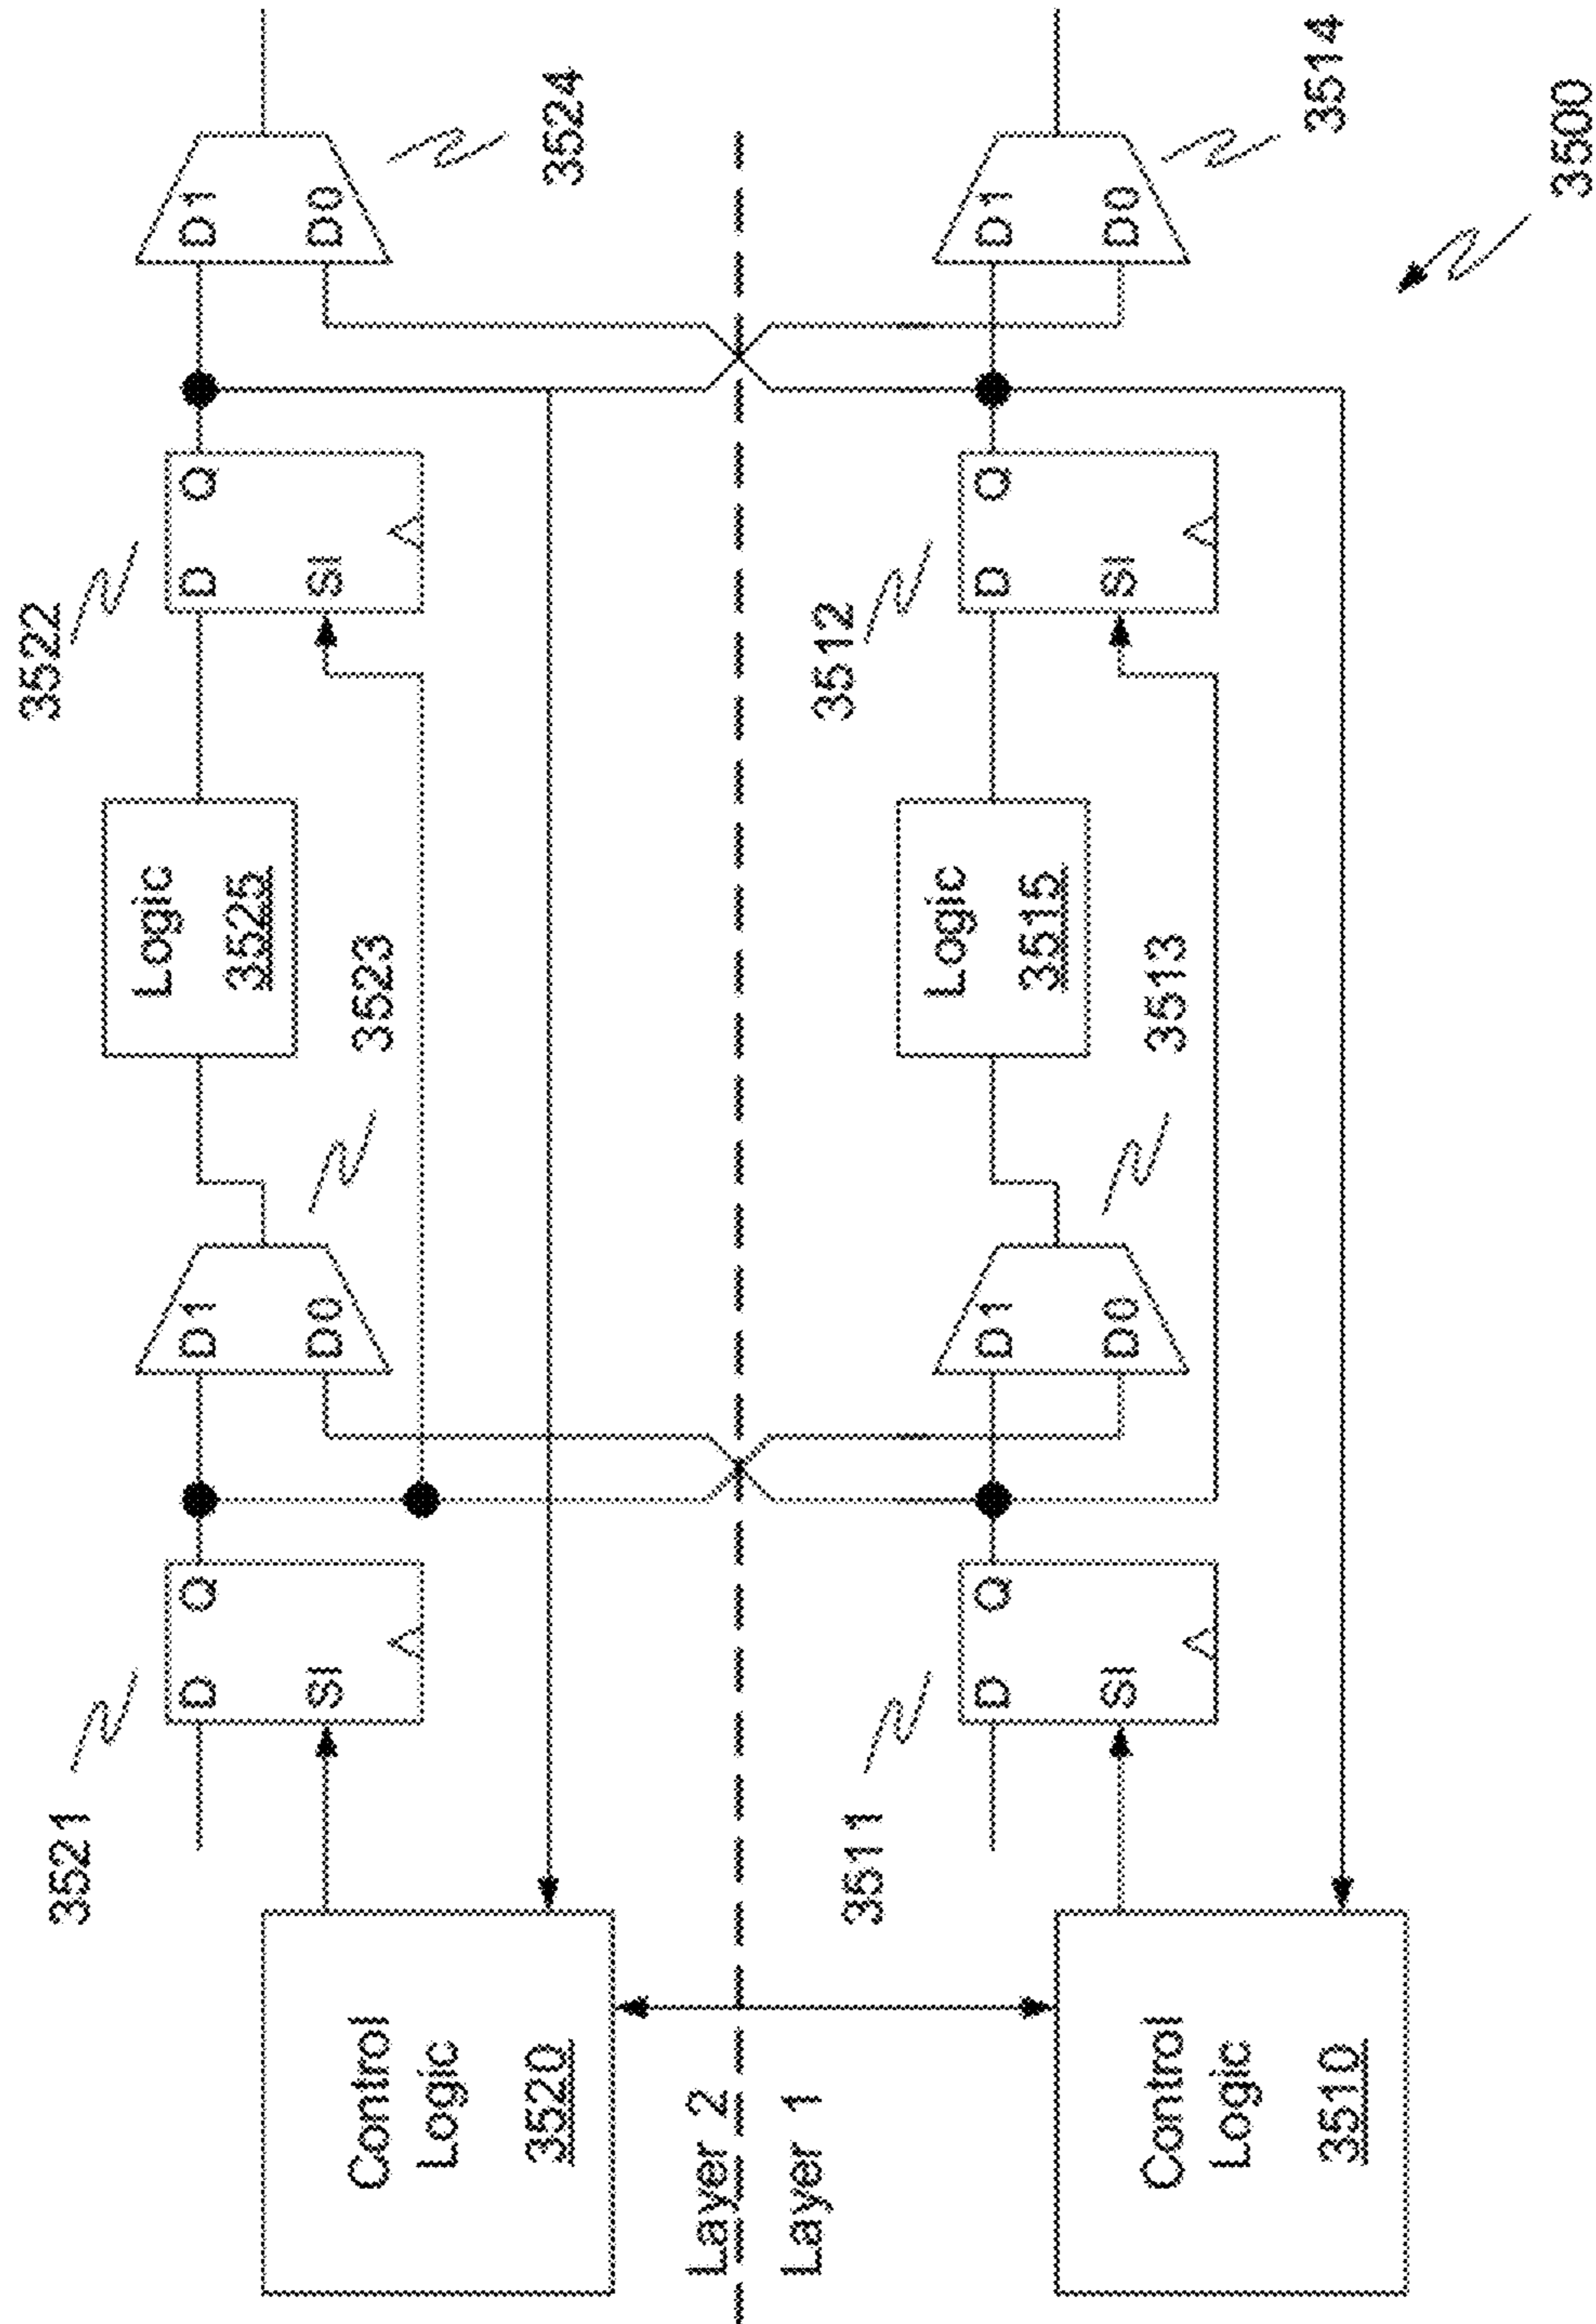 3521
D
Q
SI
D1
D0
3523
Logic
3525
3522
D
Q
SI
D1
D0
3524
Control
Logic
3520
Layer 2
Layer 1
3511
D
Q
SI
D1
D0
3513
Logic
3515
3512
D
Q
SI
D1
D0
3514
Control
Logic
3510
3500